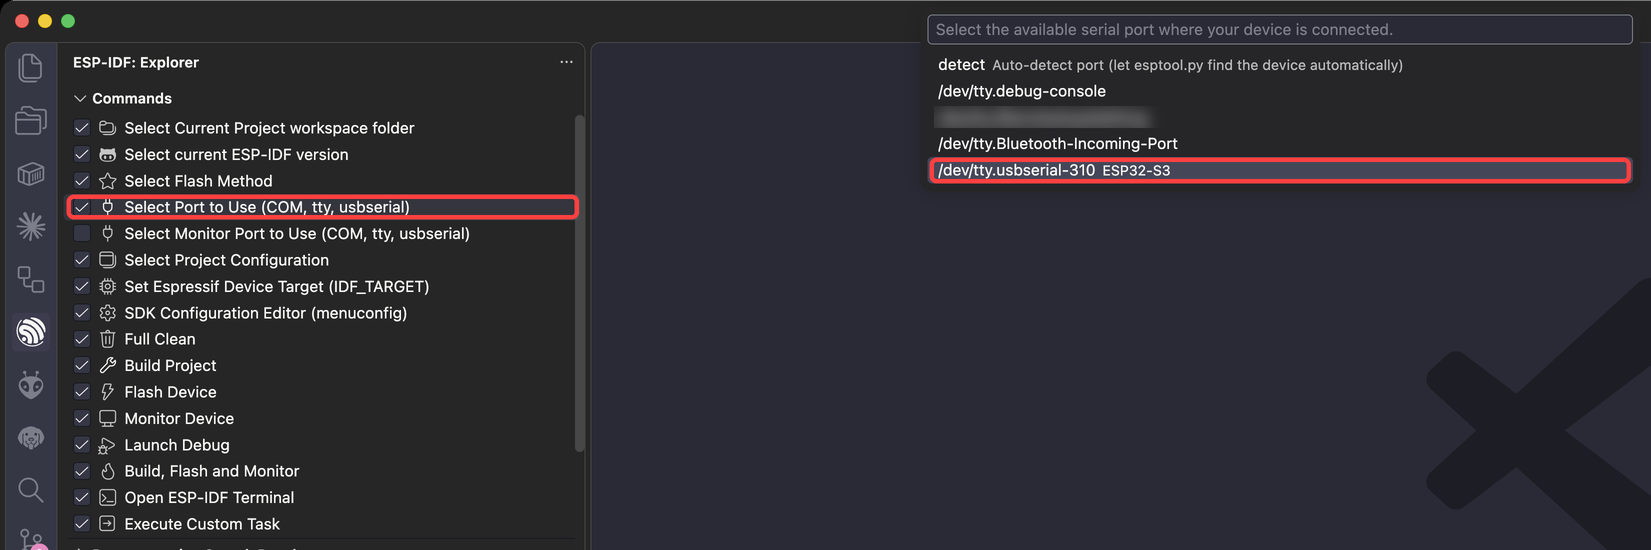 Select the available serial port where your device is connected.
detect Auto-detect port (let esptool.py find the device automatically)
/dev/tty.debug-console
/dev/tty.Bluetooth-Incoming-Port
/dev/tty.usbserial-310 ESP32-S3
ESP-IDF: Explorer
Commands
Select Current Project workspace folder
Select current ESP-IDF version
Select Flash Method
Select Port to Use (COM, tty, usbserial)
Select Monitor Port to Use (COM, tty, usbserial)
Select Project Configuration
Set Espressif Device Target (IDF_TARGET)
SDK Configuration Editor (menuconfig)
Full Clean
Build Project
Flash Device
Monitor Device
Launch Debug
Build, Flash and Monitor
Open ESP-IDF Terminal
Execute Custom Task